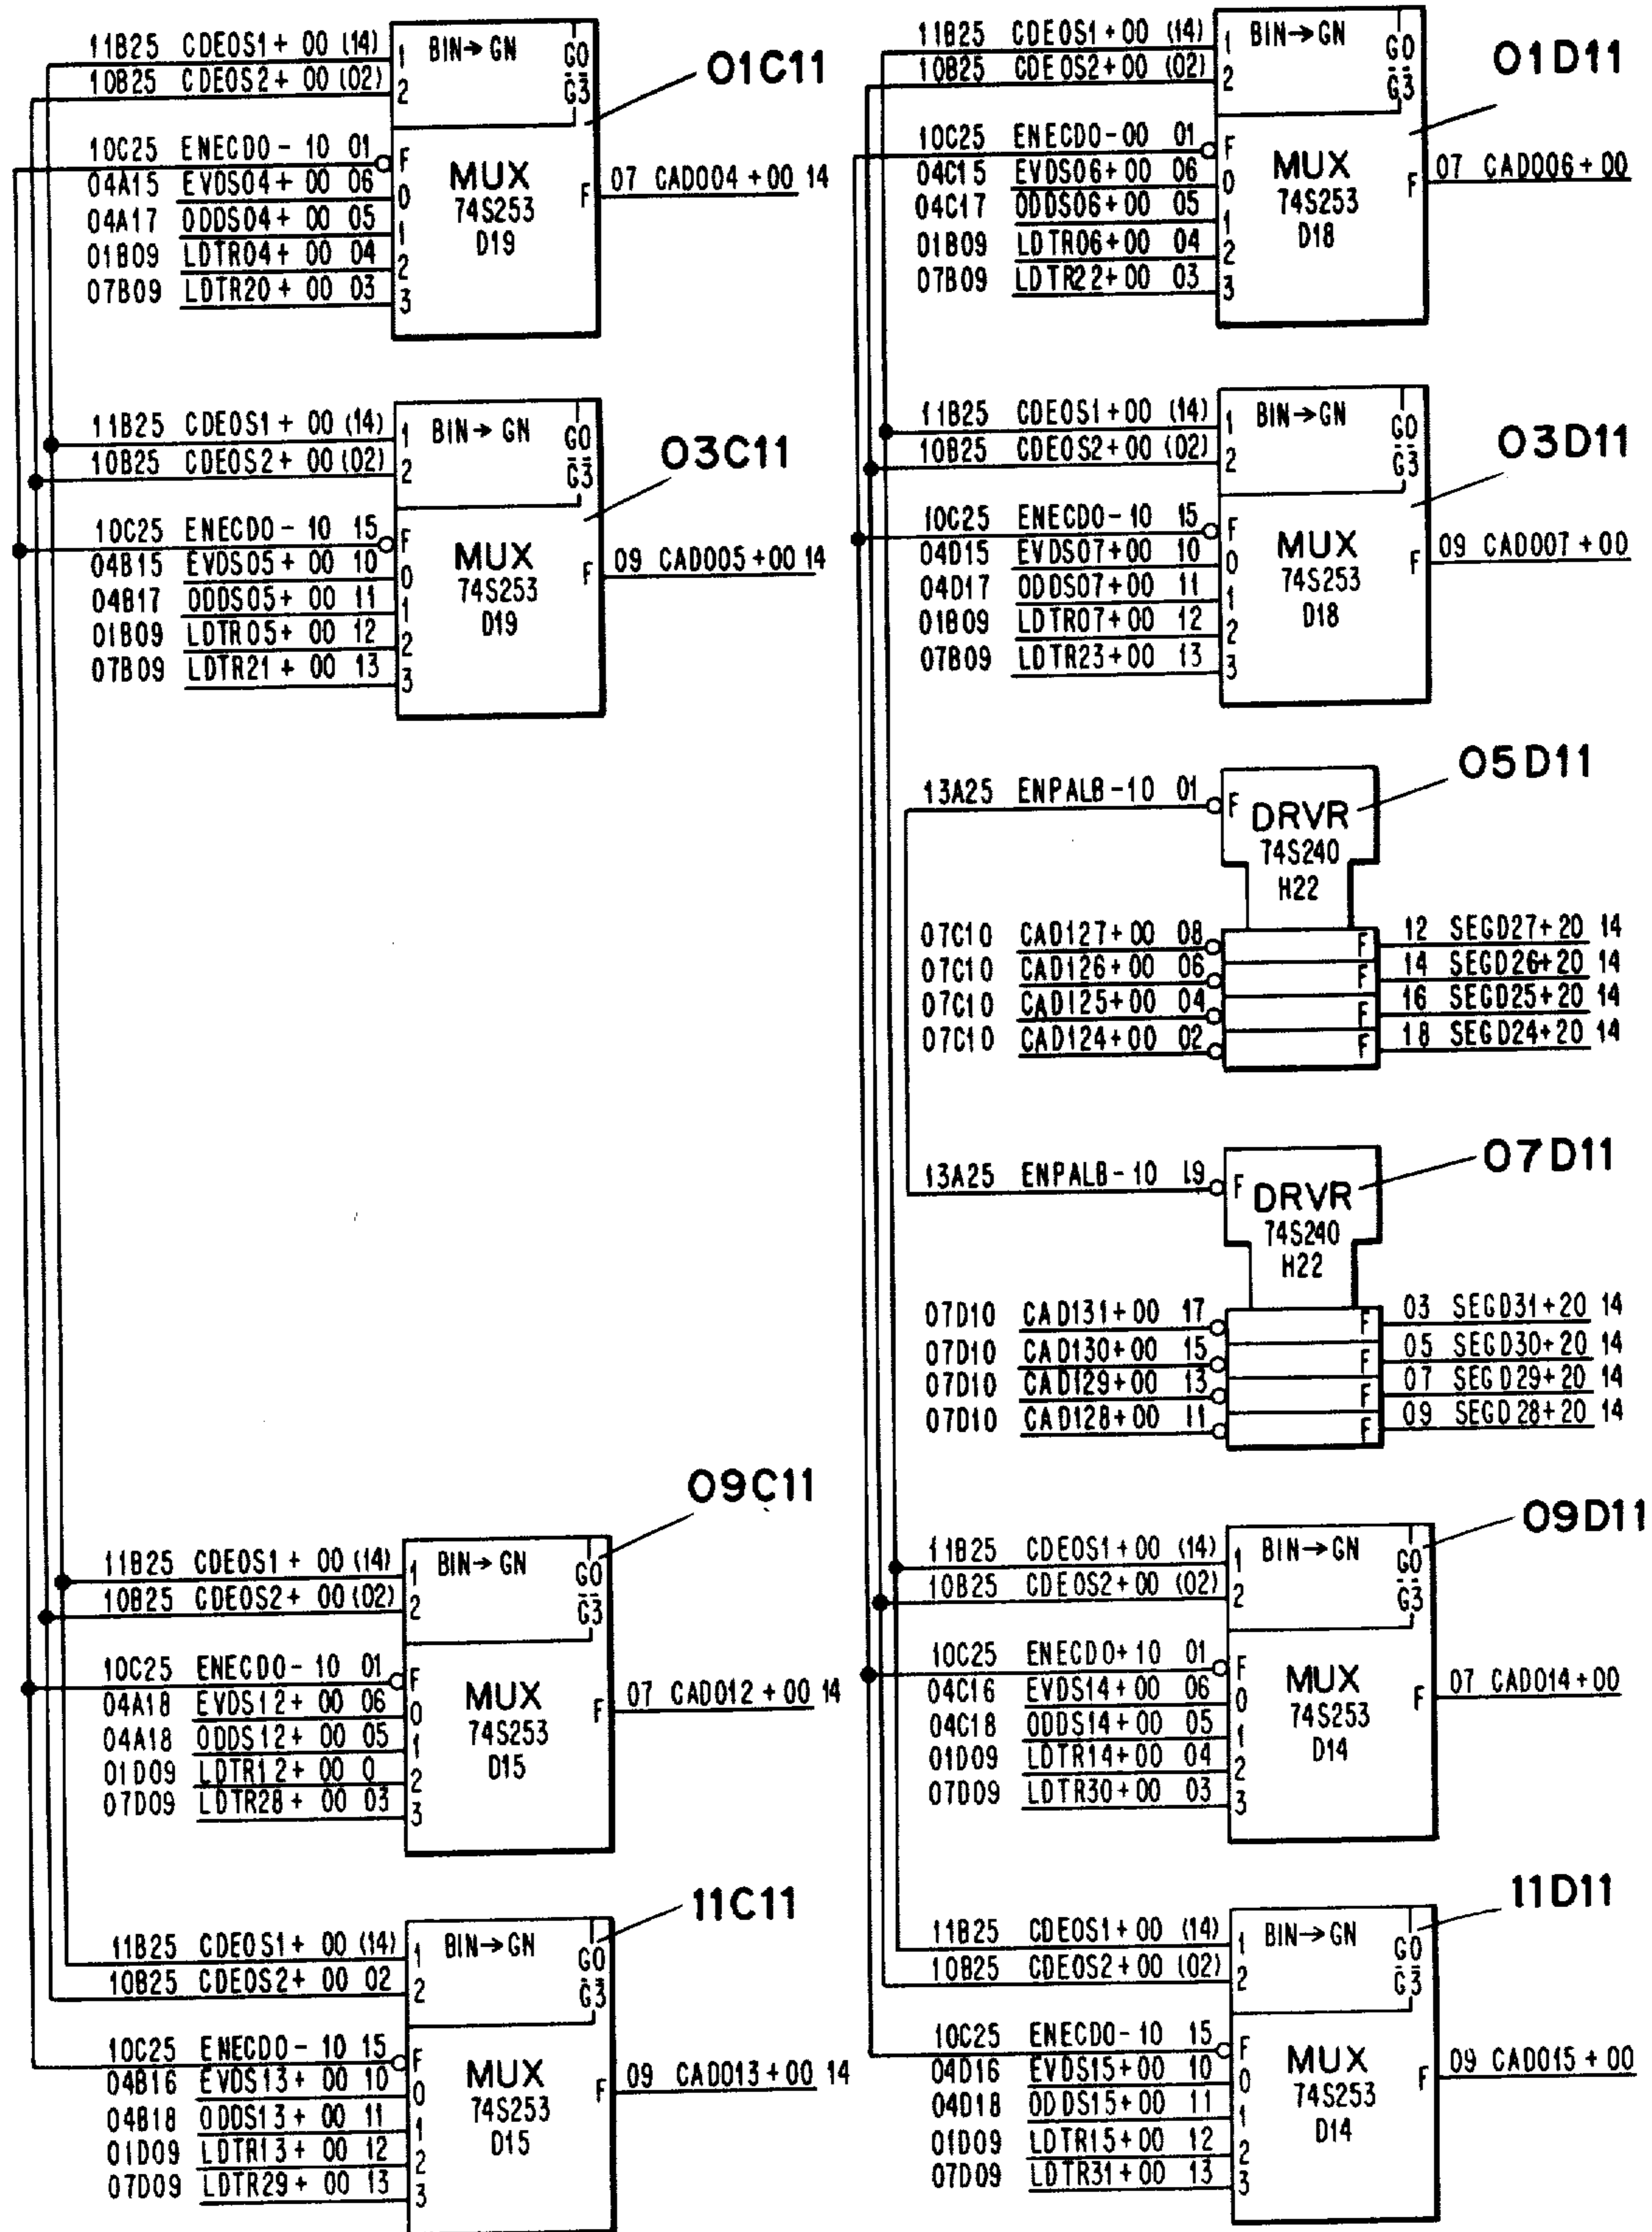 11B25 CDEOS1+ 00 (14) 1 BIN→ GN G0
10B25 CDEOS2+ 00 (02) 2 G3
01C11
10C25 ENECDO- 10 01 F
04A15 EVDS04+ 00 06 0
04A17 ODDS04+ 00 05 1
01B09 LDTR04+ 00 04 2
07B09 LDTR20+ 00 03 3
MUX
74S253
D19
F 07 CADO04+00 14
11B25 CDEOS1+ 00 (14) 1 BIN→ GN G0
10B25 CDEOS2+ 00 (02) 2 G3
03C11
10C25 ENECDO- 10 15 F
04B15 EVDS05+ 00 10 0
04B17 ODDS05+ 00 11 1
01B09 LDTR05+ 00 12 2
07B09 LDTR21+ 00 13 3
MUX
74S253
D19
F 09 CADO05+00 14
09C11
11B25 CDEOS1+ 00 (14) 1 BIN→ GN G0
10B25 CDEOS2+ 00 (02) 2 G3
10C25 ENECDO- 10 01 F
04A18 EVDS12+ 00 06 0
04A18 ODDS12+ 00 05 1
01D09 LDTR12+ 00 0 2
07D09 LDTR28+ 00 03 3
MUX
74S253
D15
F 07 CADO12+00 14
11C11
11B25 CDEOS1+ 00 (14) 1 BIN→GN G0
10B25 CDEOS2+ 00 02 2 G3
10C25 ENECDO- 10 15 F
04B16 EVDS13+ 00 10 0
04B18 ODDS13+ 00 11 1
01D09 LDTR13+ 00 12 2
07D09 LDTR29+ 00 13 3
MUX
74S253
D15
F 09 CADO13+00 14
11B25 CDEOS1+00 (14) 1 BIN→GN G0
10B25 CDEOS2+00 (02) 2 G3
01D11
10C25 ENECDO-00 01 F
04C15 EVDS06+00 06 0
04C17 ODDS06+00 05 1
01B09 LDTR06+00 04 2
07B09 LDTR22+00 03 3
MUX
74S253
D18
F 07 CADO06+00
11B25 CDEOS1+00 (14) 1 BIN→GN G0
10B25 CDEOS2+00 (02) 2 G3
03D11
10C25 ENECDO-10 15 F
04D15 EVDS07+00 10 0
04D17 ODDS07+00 11 1
01B09 LDTR07+00 12 2
07B09 LDTR23+00 13 3
MUX
74S253
D18
F 09 CADO07+00
05D11
13A25 ENPALB-10 01 F
DRVR
74S240
H22
07C10 CAD127+00 08 F 12 SEGD27+20 14
07C10 CAD126+00 06 F 14 SEGD26+20 14
07C10 CAD125+00 04 F 16 SEGD25+20 14
07C10 CAD124+00 02 F 18 SEGD24+20 14
07D11
13A25 ENPALB-10 19 F
DRVR
74S240
H22
07D10 CAD131+00 17 F 03 SEGD31+20 14
07D10 CAD130+00 15 F 05 SEGD30+20 14
07D10 CAD129+00 13 F 07 SEGD29+20 14
07D10 CAD128+00 11 F 09 SEGD28+20 14
09D11
11B25 CDEOS1+00 (14) 1 BIN→GN G0
10B25 CDEOS2+00 (02) 2 G3
10C25 ENECDO+10 01 F
04C16 EVDS14+00 06 0
04C18 ODDS14+00 05 1
01D09 LDTR14+00 04 2
07D09 LDTR30+00 03 3
MUX
74S253
D14
F 07 CADO14+00
11D11
11B25 CDEOS1+00 (14) 1 BIN→GN G0
10B25 CDEOS2+00 (02) 2 G3
10C25 ENECDO-10 15 F
04D16 EVDS15+00 10 0
04D18 ODDS15+00 11 1
01D09 LDTR15+00 12 2
07D09 LDTR31+00 13 3
MUX
74S253
D14
F 09 CADO15+00